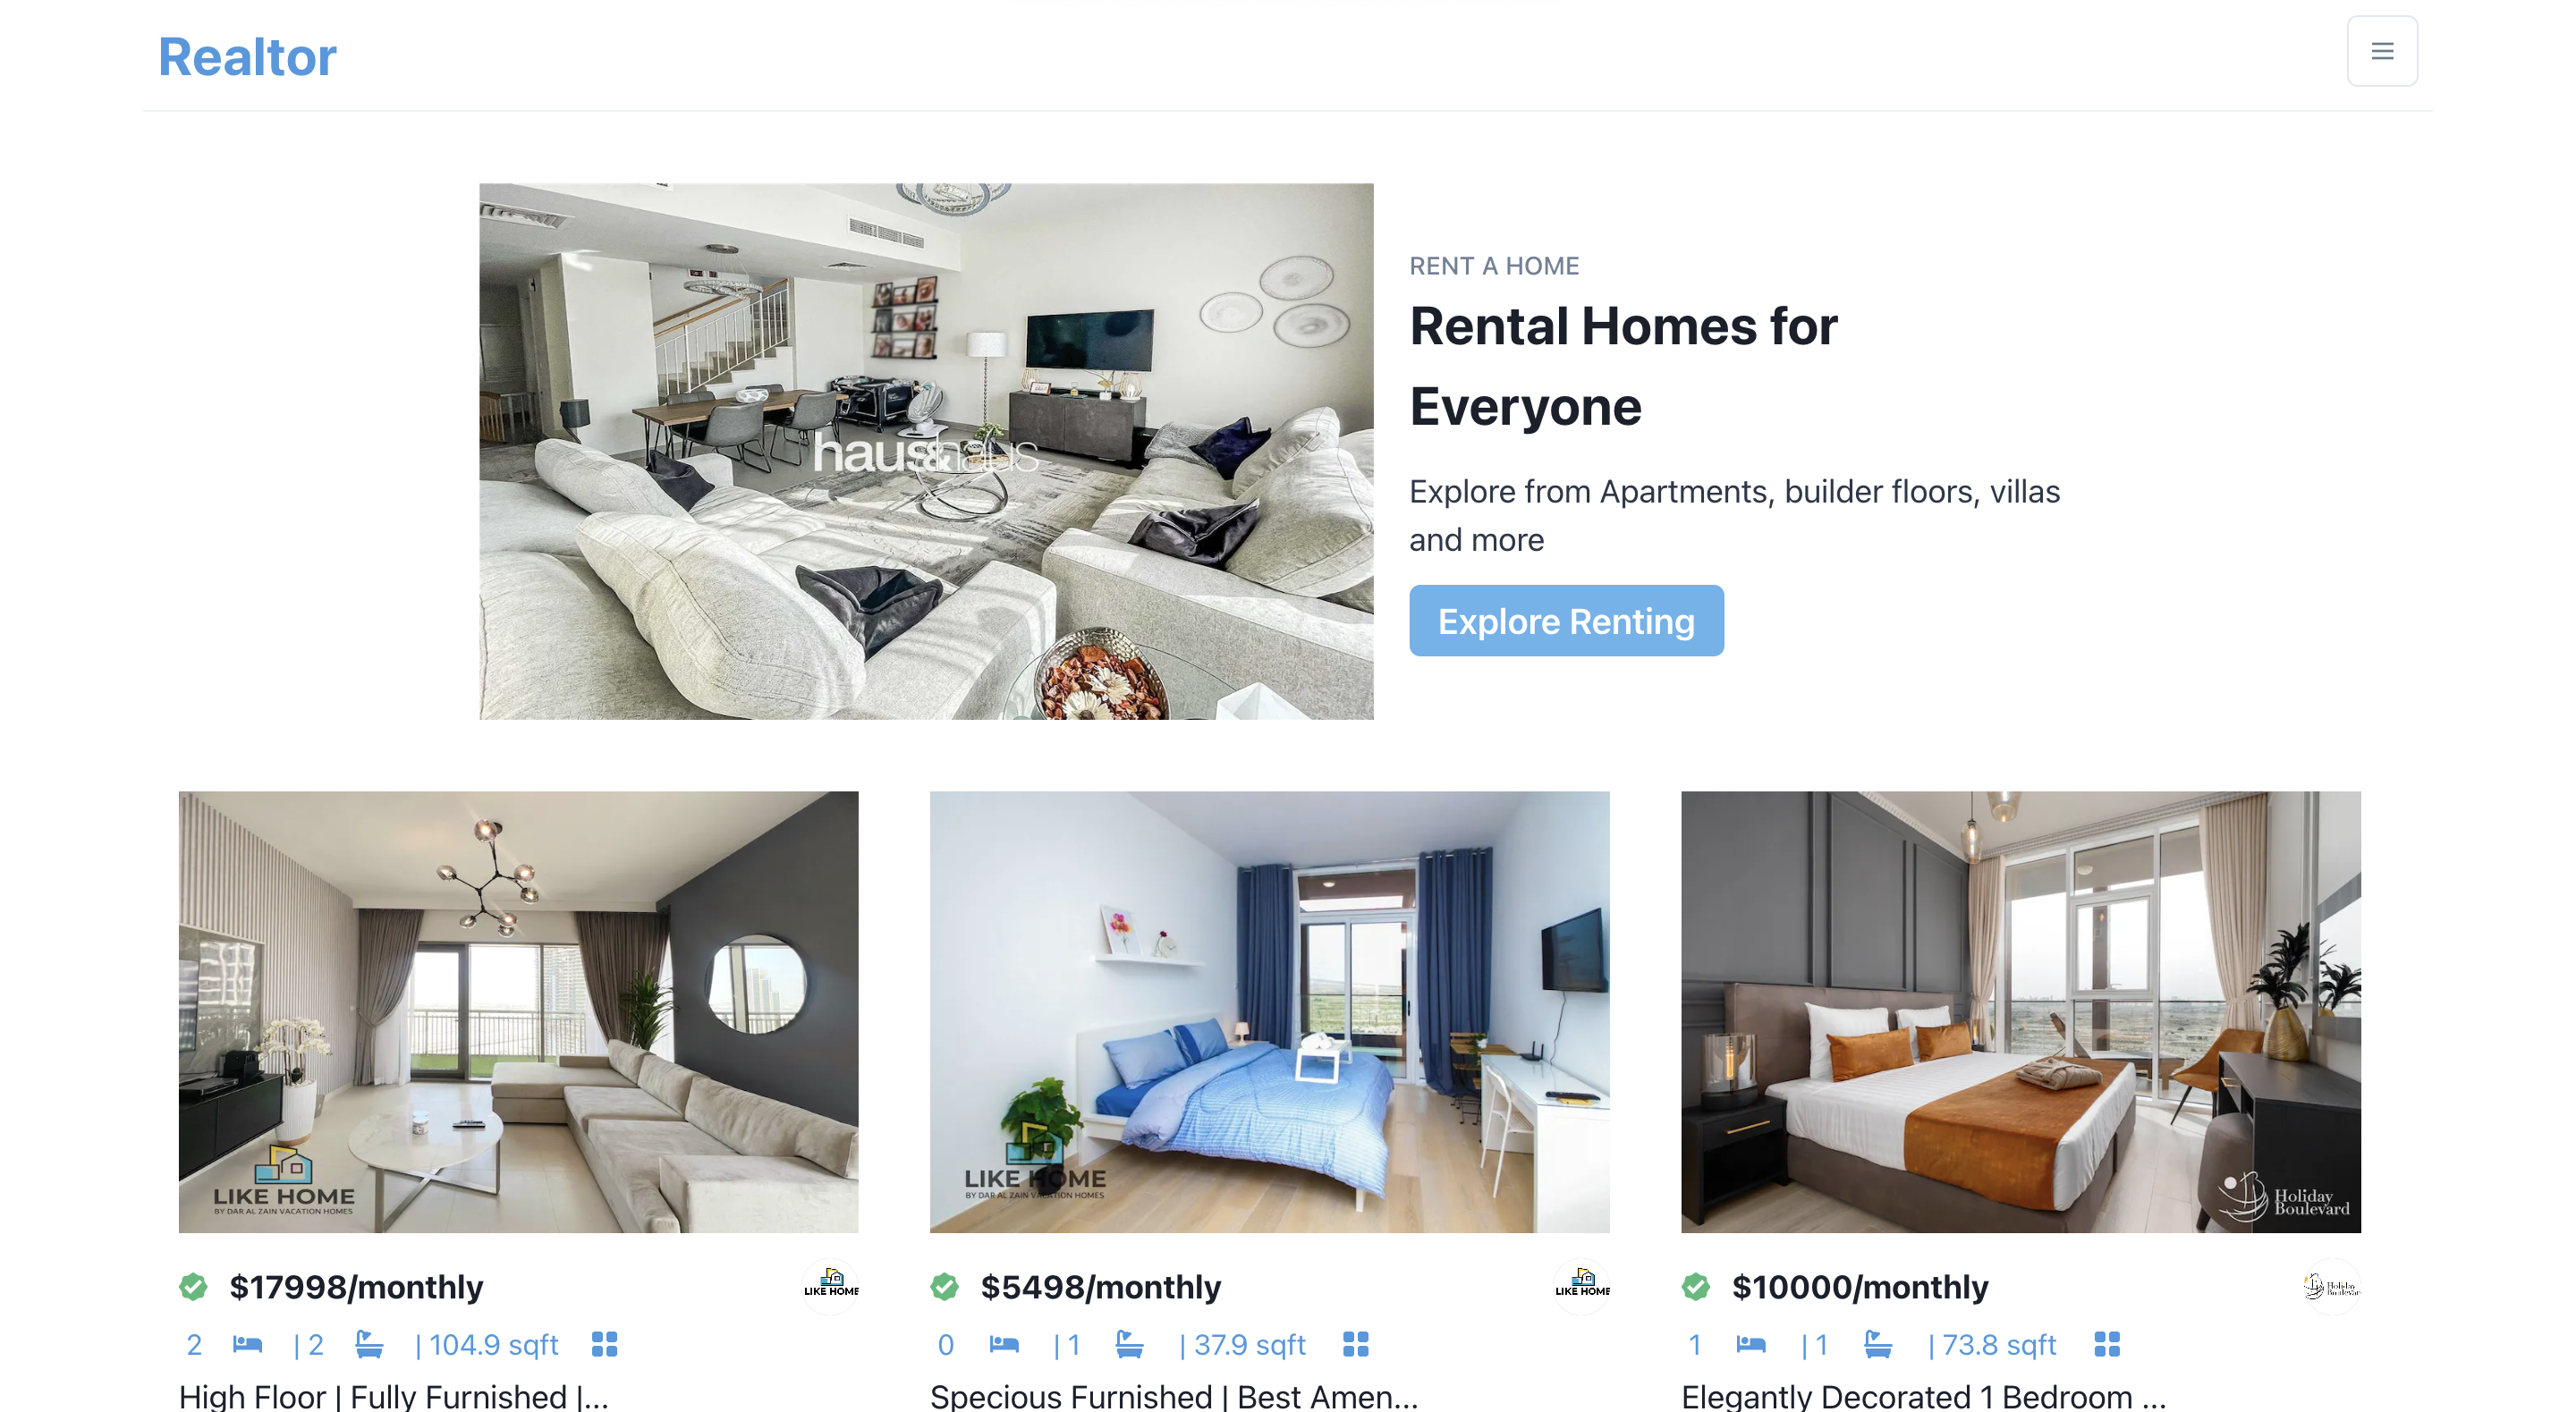 Realtor
haus&haus
RENT A HOME
Rental Homes for
Everyone
Explore from Apartments, builder floors, villas
and more
Explore Renting
LIKE HOME
BY DAR AL ZAIN VACATION HOMES
LIKE HOME
BY DAR AL ZAIN VACATION HOMES
Holiday
Boulevard
$17998/monthly
LIKE HOME
$5498/monthly
LIKE HOME
$10000/monthly
Holiday
2 | 2 | 104.9 sqft
0 | 1 | 37.9 sqft
1 | 1 | 73.8 sqft
High Floor | Fully Furnished |...
Specious Furnished | Best Amen...
Elegantly Decorated 1 Bedroom ...